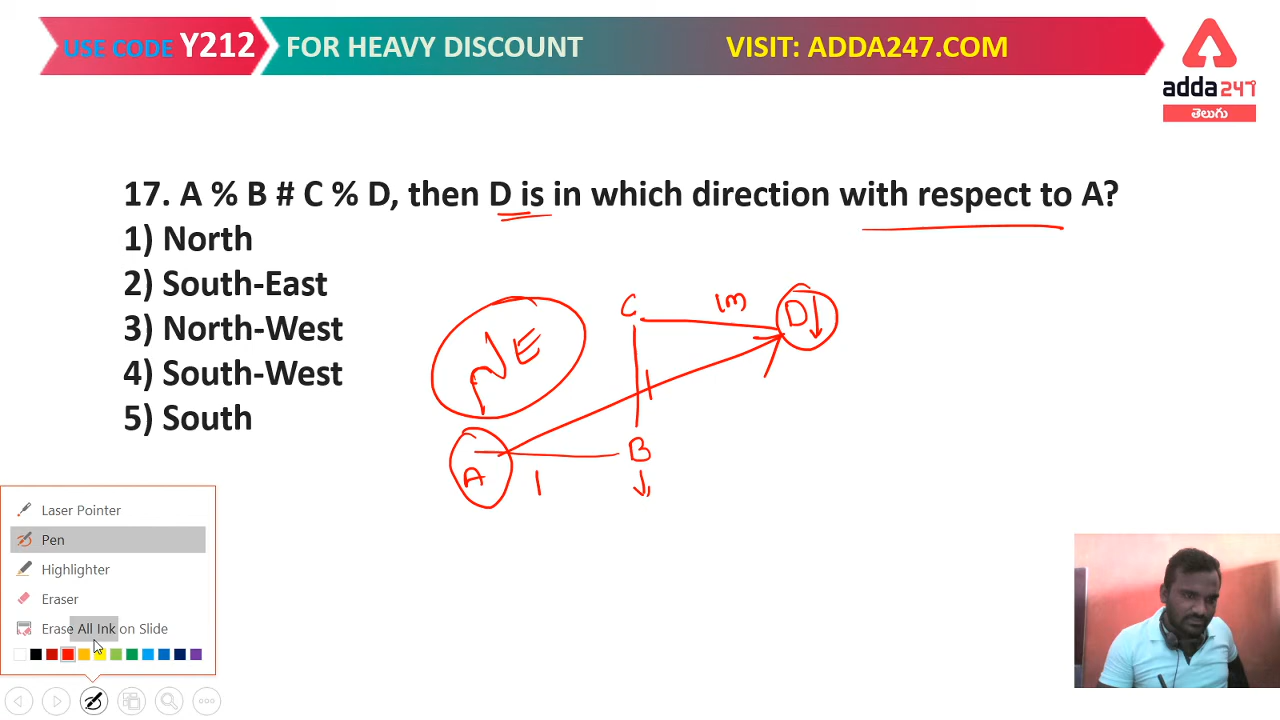 USE CODE Y212 FOR HEAVY DISCOUNT VISIT: ADDA247.COM
adda247
తెలుగు
17. A % B # C % D, then D is in which direction with respect to A?
1) North
2) South-East
3) North-West
4) South-West
5) South
C 1m D
NE
A B
1
Laser Pointer
Pen
Highlighter
Eraser
Erase All Ink on Slide